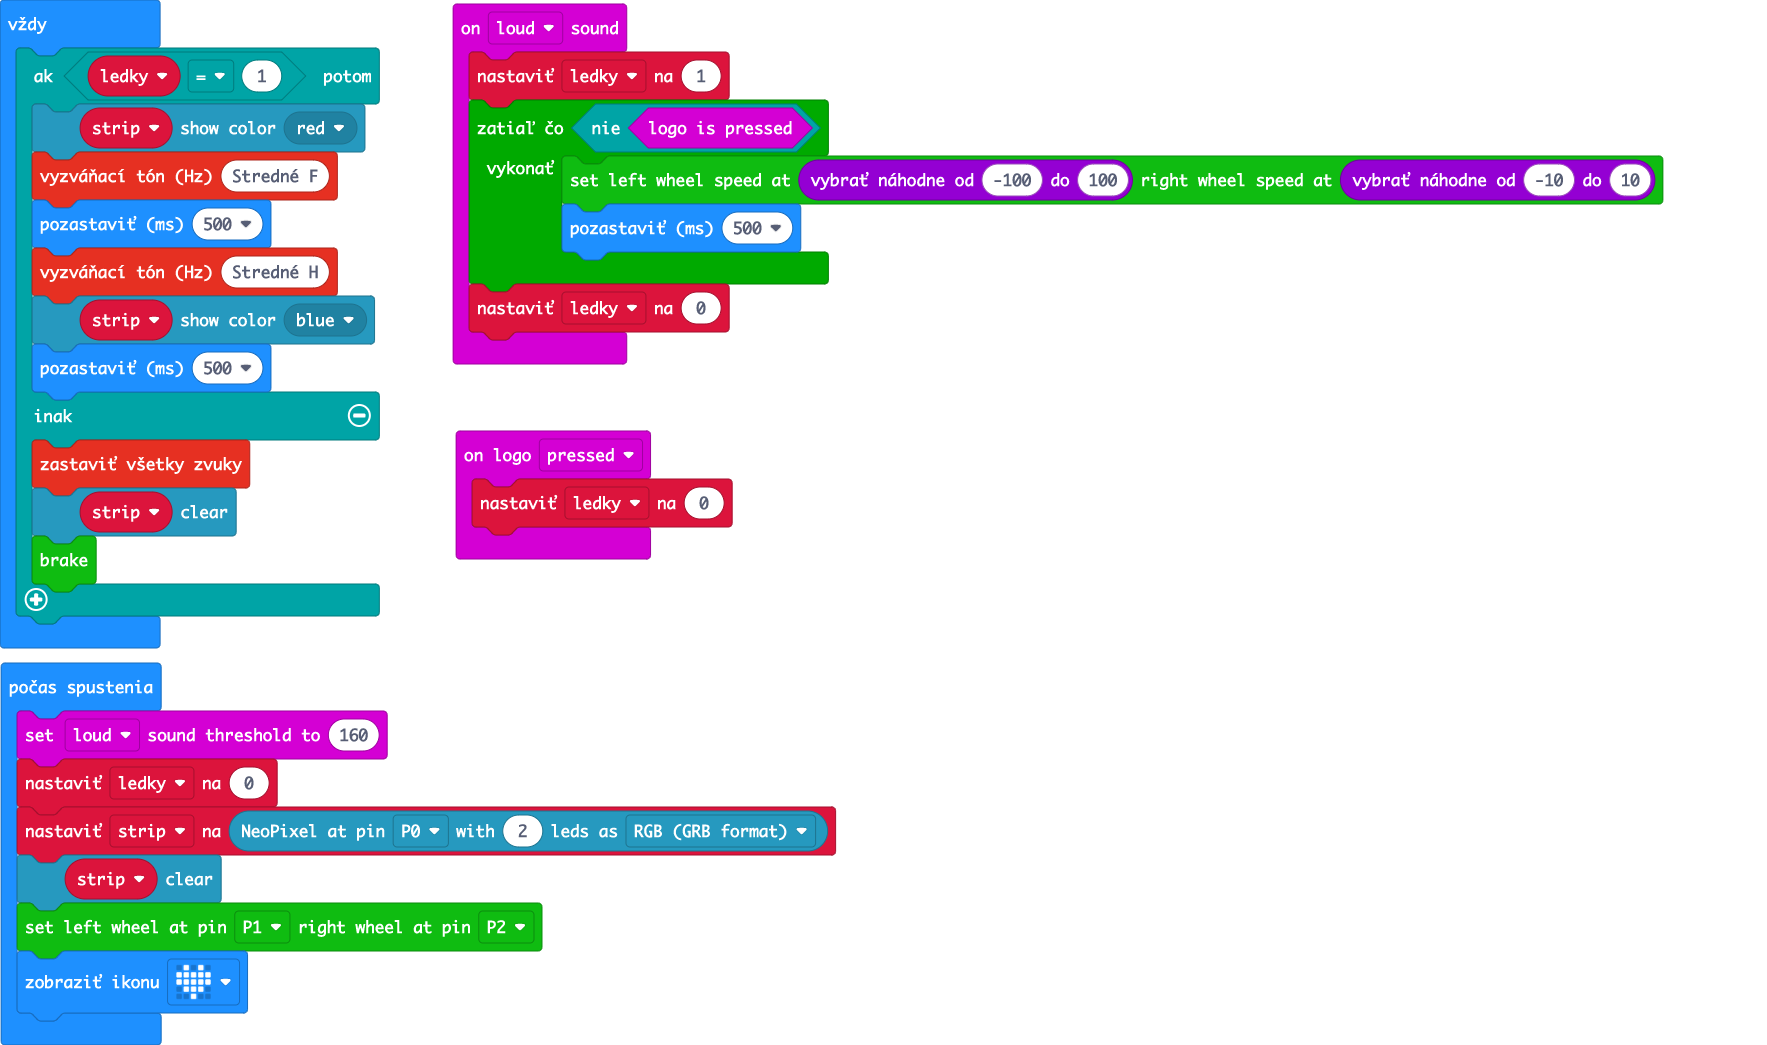 vždy
ak ledky = 1 potom
strip show color red
vyzváňací tón (Hz) Stredné F
pozastaviť (ms) 500
vyzváňací tón (Hz) Stredné H
strip show color blue
pozastaviť (ms) 500
inak
zastaviť všetky zvuky
strip clear
brake
on loud sound
nastaviť ledky na 1
zatiaľ čo nie logo is pressed
vykonať set left wheel speed at vybrať náhodne od -100 do 100 right wheel speed at vybrať náhodne od -10 do 10
pozastaviť (ms) 500
nastaviť ledky na 0
on logo pressed
nastaviť ledky na 0
počas spustenia
set loud sound threshold to 160
nastaviť ledky na 0
nastaviť strip na NeoPixel at pin P0 with 2 leds as RGB (GRB format)
strip clear
set left wheel at pin P1 right wheel at pin P2
zobraziť ikonu